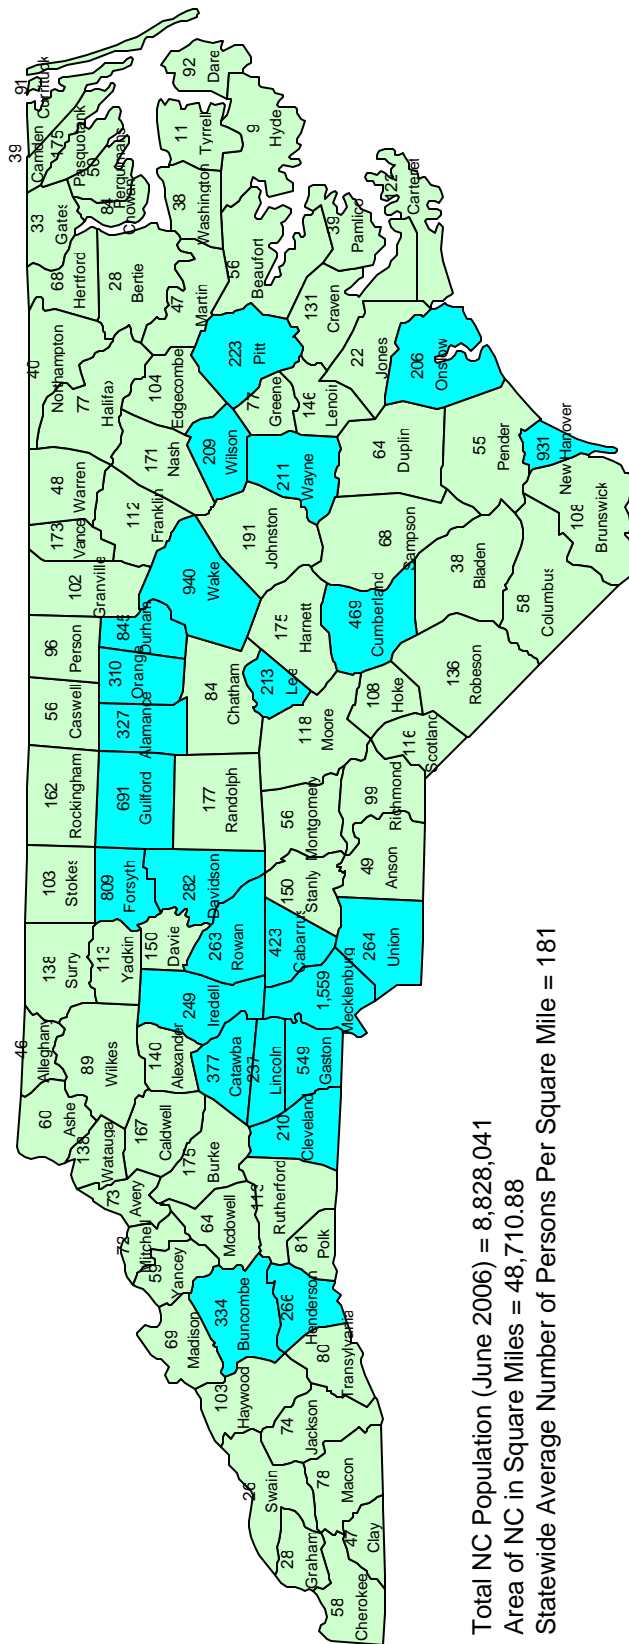 58
Cherokee
28
Graham
47
Clay
26
Swain
78
Macon
74
Jackson
103
Haywood
80
Transylvania
69
Madison
334
Buncombe
266
Henderson
59
Yancey
72
Mitchell
73
Avery
64
Mcdowell
81
Polk
Rutherford
60
Ashe
138
Watauga
167
Caldwell
175
Burke
210
Cleveland
46
Alleghany
89
Wilkes
140
Alexander
377
Catawba
237
Lincoln
549
Gaston
138
Surry
113
Yadkin
249
Iredell
1,559
Mecklenburg
150
Davie
263
Rowan
423
Cabarrus
264
Union
103
Stokes
809
Forsyth
282
Davidson
150
Stanly
49
Anson
162
Rockingham
691
Guilford
177
Randolph
56
Montgomery
99
Richmond
56
Caswell
327
Alamance
84
Chatham
118
Moore
116
Scotland
96
Person
310
Orange
845
Durham
213
Lee
108
Hoke
136
Robeson
102
Granville
940
Wake
175
Harnett
469
Cumberland
38
Bladen
58
Columbus
173
Vance
48
Warren
112
Franklin
191
Johnston
68
Sampson
108
Brunswick
40
Northampton
77
Halifax
171
Nash
209
Wilson
211
Wayne
64
Duplin
55
Pender
931
New Hanover
104
Edgecombe
223
Pitt
77
Greene
146
Lenoir
22
Jones
206
Onslow
68
Hertford
28
Bertie
47
Martin
56
Beaufort
131
Craven
39
Pamlico
122
Carteret
33
Gates
84
Chowan
50
Perquimans
175
Pasquotank
39
Camden
91
Currituck
38
Washington
11
Tyrrell
92
Dare
9
Hyde
Total NC Population (June 2006) = 8,828,041
Area of NC in Square Miles = 48,710.88
Statewide Average Number of Persons Per Square Mile = 181